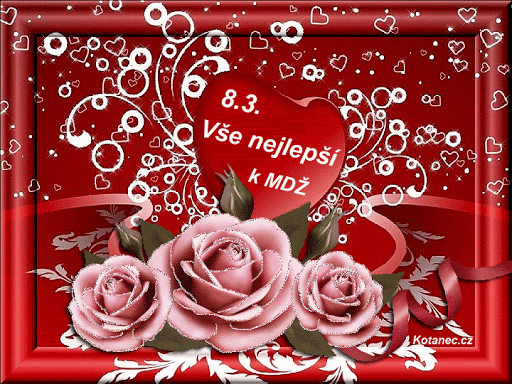 8.3.
Vše nejlepší
k MDŽ
Kotanec.cz